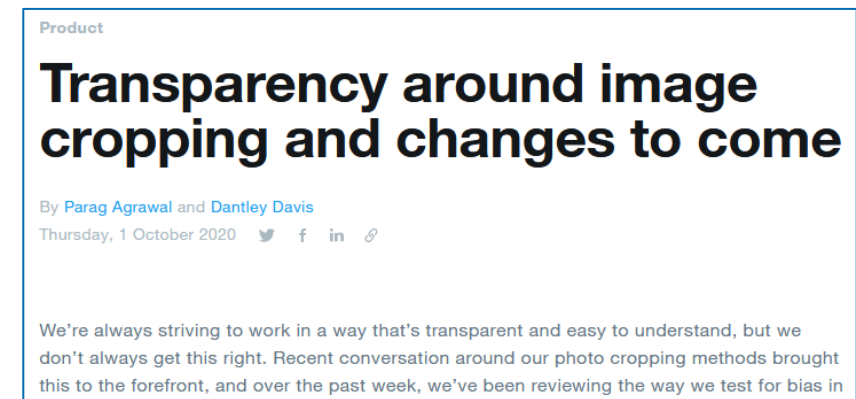 Product
Transparency around image
cropping and changes to come
By Parag Agrawal and Dantley Davis
Thursday, 1 October 2020
We’re always striving to work in a way that’s transparent and easy to understand, but we
don’t always get this right. Recent conversation around our photo cropping methods brought
this to the forefront, and over the past week, we’ve been reviewing the way we test for bias in